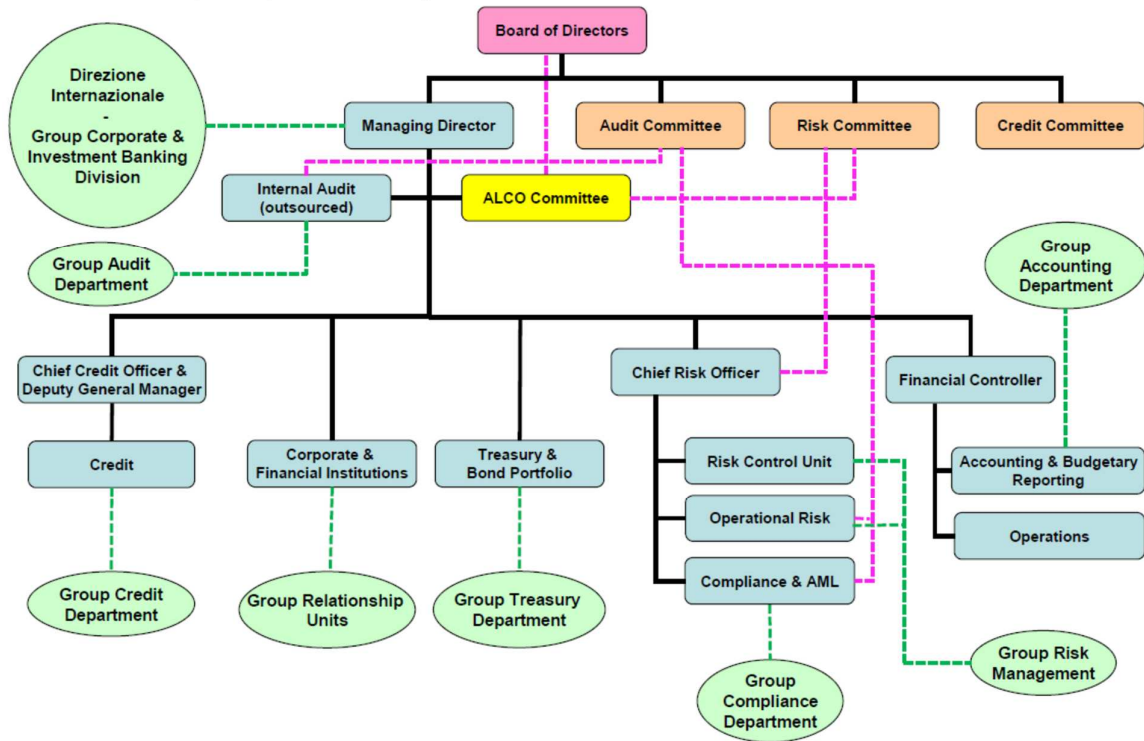 Board of Directors
Direzione
Internazionale
-
Group Corporate &
Investment Banking
Division
Managing Director
Audit Committee
Risk Committee
Credit Committee
Internal Audit
(outsourced)
ALCO Committee
Group Audit
Department
Group
Accounting
Department
Chief Credit Officer &
Deputy General Manager
Chief Risk Officer
Financial Controller
Credit
Corporate &
Financial Institutions
Treasury &
Bond Portfolio
Risk Control Unit
Accounting & Budgetary
Reporting
Operational Risk
Operations
Compliance & AML
Group Credit
Department
Group Relationship
Units
Group Treasury
Department
Group
Compliance
Department
Group Risk
Management